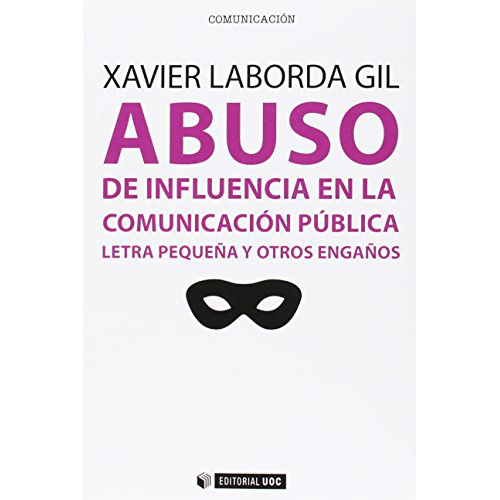 COMUNICACIÓN
XAVIER LABORDA GIL
ABUSO
DE INFLUENCIA EN LA
COMUNICACIÓN PÚBLICA
LETRA PEQUEÑA Y OTROS ENGAÑOS
EDITORIAL UOC